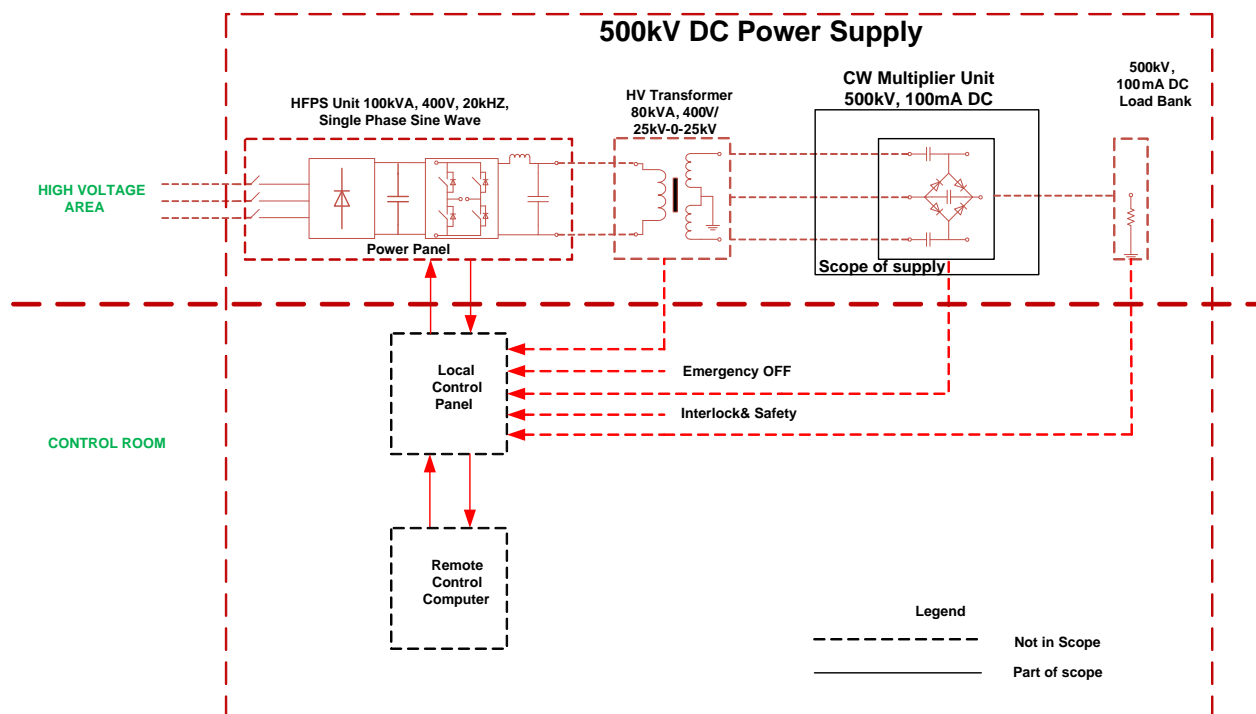 500kV DC Power Supply
HFPS Unit 100kVA, 400V, 20kHZ,
Single Phase Sine Wave
HV Transformer
80kVA, 400V/
25kV-0-25kV
CW Multiplier Unit
500kV, 100mA DC
500kV,
100mA DC
Load Bank
HIGH VOLTAGE
AREA
Power Panel
Scope of supply
Local
Control
Panel
Emergency OFF
Interlock& Safety
CONTROL ROOM
Remote
Control
Computer
Legend
Not in Scope
Part of scope